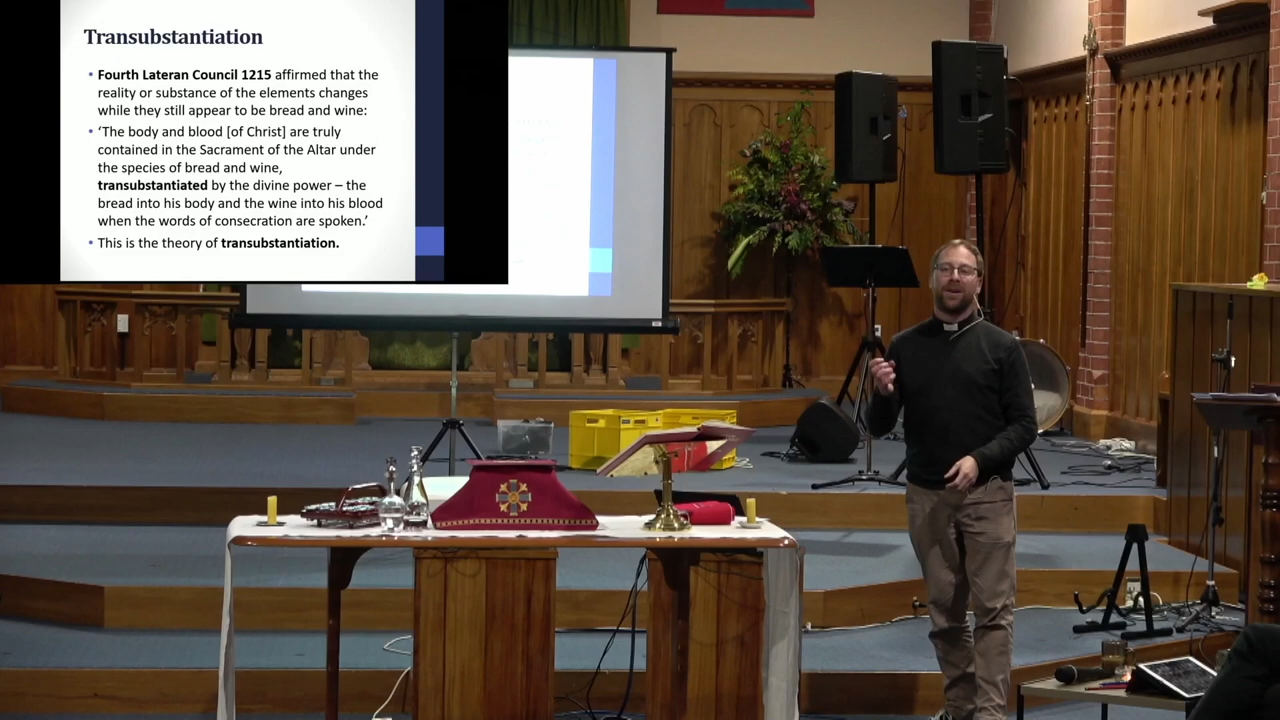 Transubstantiation
• Fourth Lateran Council 1215 affirmed that the
reality or substance of the elements changes
while they still appear to be bread and wine:
• ‘The body and blood [of Christ] are truly
contained in the Sacrament of the Altar under
the species of bread and wine,
transubstantiated by the divine power – the
bread into his body and the wine into his blood
when the words of consecration are spoken.’
• This is the theory of transubstantiation.